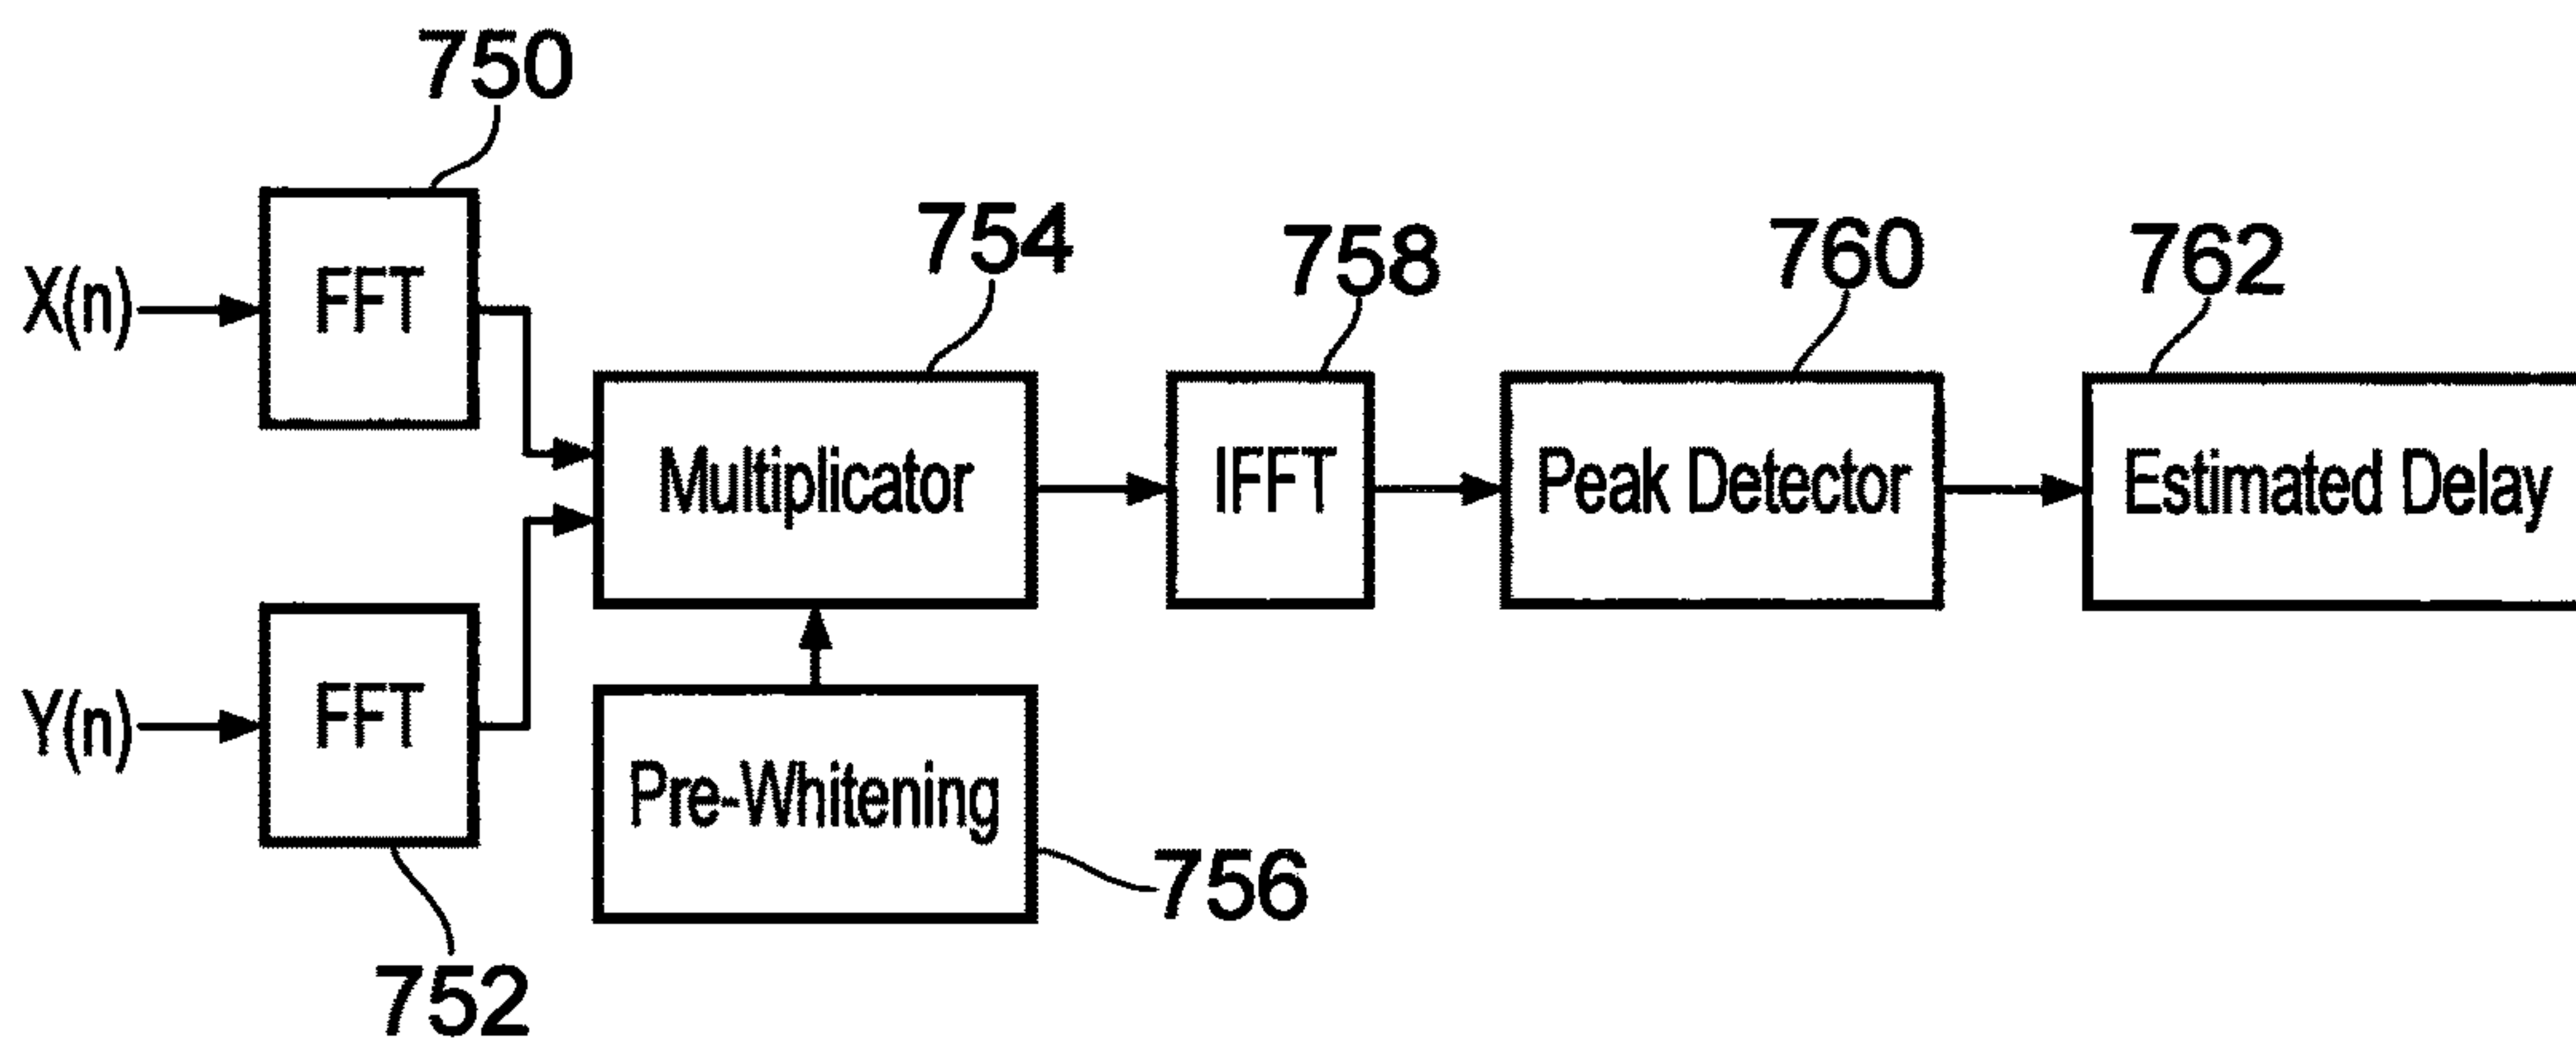 750
754
758
760
762
X(n)
FFT
Multiplicator
IFFT
Peak Detector
Estimated Delay
Y(n)
FFT
Pre-Whitening
756
752